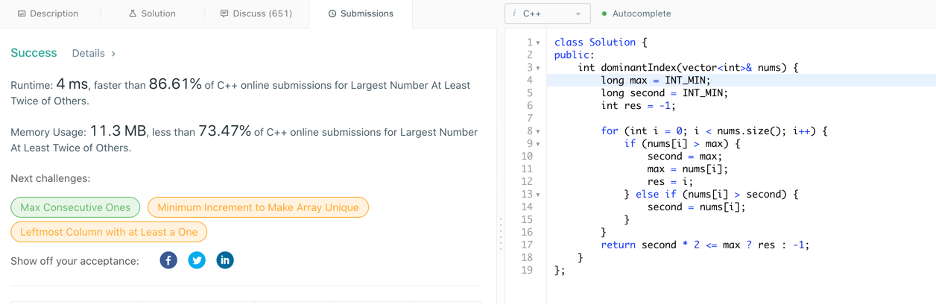 Description
Solution
Discuss (651)
Submissions
Success
Details >
Runtime: 4 ms, faster than 86.61% of C++ online submissions for Largest Number At Least
Twice of Others.
Memory Usage: 11.3 MB, less than 73.47% of C++ online submissions for Largest Number
At Least Twice of Others.
Next challenges:
Max Consecutive Ones
Minimum Increment to Make Array Unique
Leftmost Column with at Least a One
Show off your acceptance:
i C++
Autocomplete
1 class Solution {
2 public:
3     int dominantIndex(vector<int>& nums) {
4         long max = INT_MIN;
5         long second = INT_MIN;
6         int res = -1;
7
8         for (int i = 0; i < nums.size(); i++) {
9             if (nums[i] > max) {
10                 second = max;
11                 max = nums[i];
12                 res = i;
13             } else if (nums[i] > second) {
14                 second = nums[i];
15             }
16         }
17         return second * 2 <= max ? res : -1;
18     }
19 };